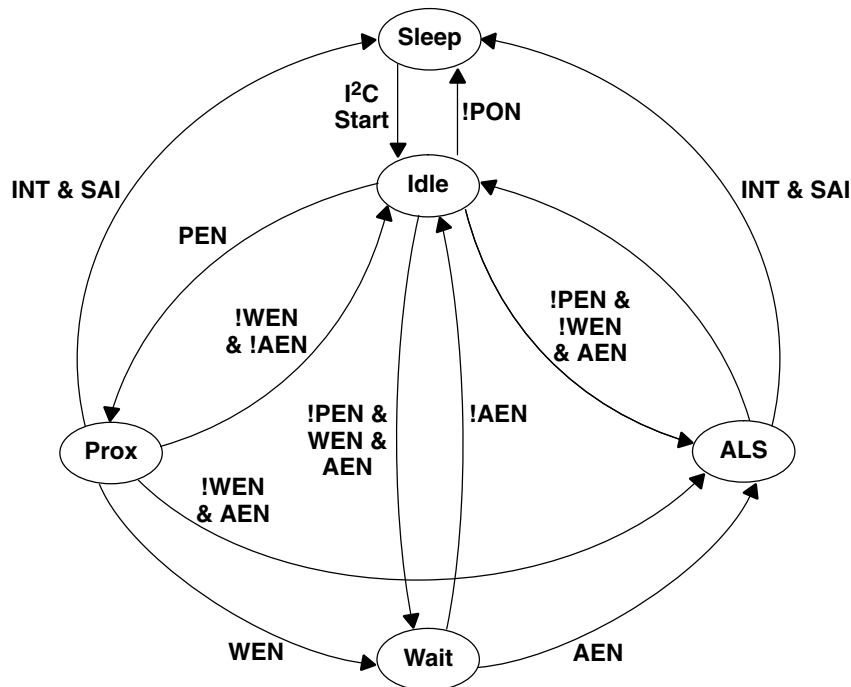 Sleep
I²C
Start
!PON
Idle
INT & SAI
INT & SAI
PEN
!WEN
& !AEN
!PEN &
!WEN
& AEN
!PEN &
WEN &
AEN
!AEN
Prox
ALS
!WEN
& AEN
WEN
Wait
AEN